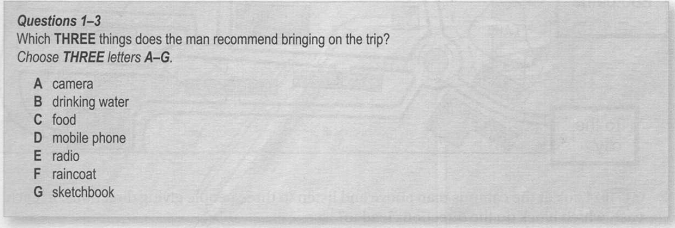 Questions 1–3
Which THREE things does the man recommend bringing on the trip?
Choose THREE letters A–G.
A camera
B drinking water
C food
D mobile phone
E radio
F raincoat
G sketchbook